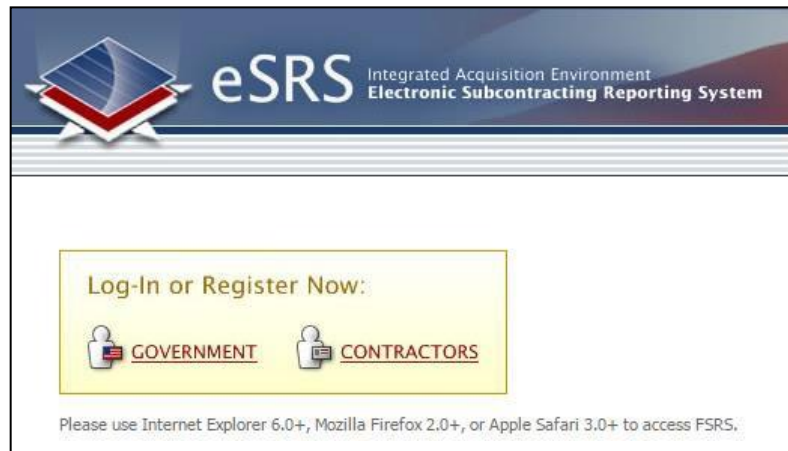 eSRS
Integrated Acquisition Environment
Electronic Subcontracting Reporting System
Log-In or Register Now:
GOVERNMENT
CONTRACTORS
Please use Internet Explorer 6.0+, Mozilla Firefox 2.0+, or Apple Safari 3.0+ to access FSRS.